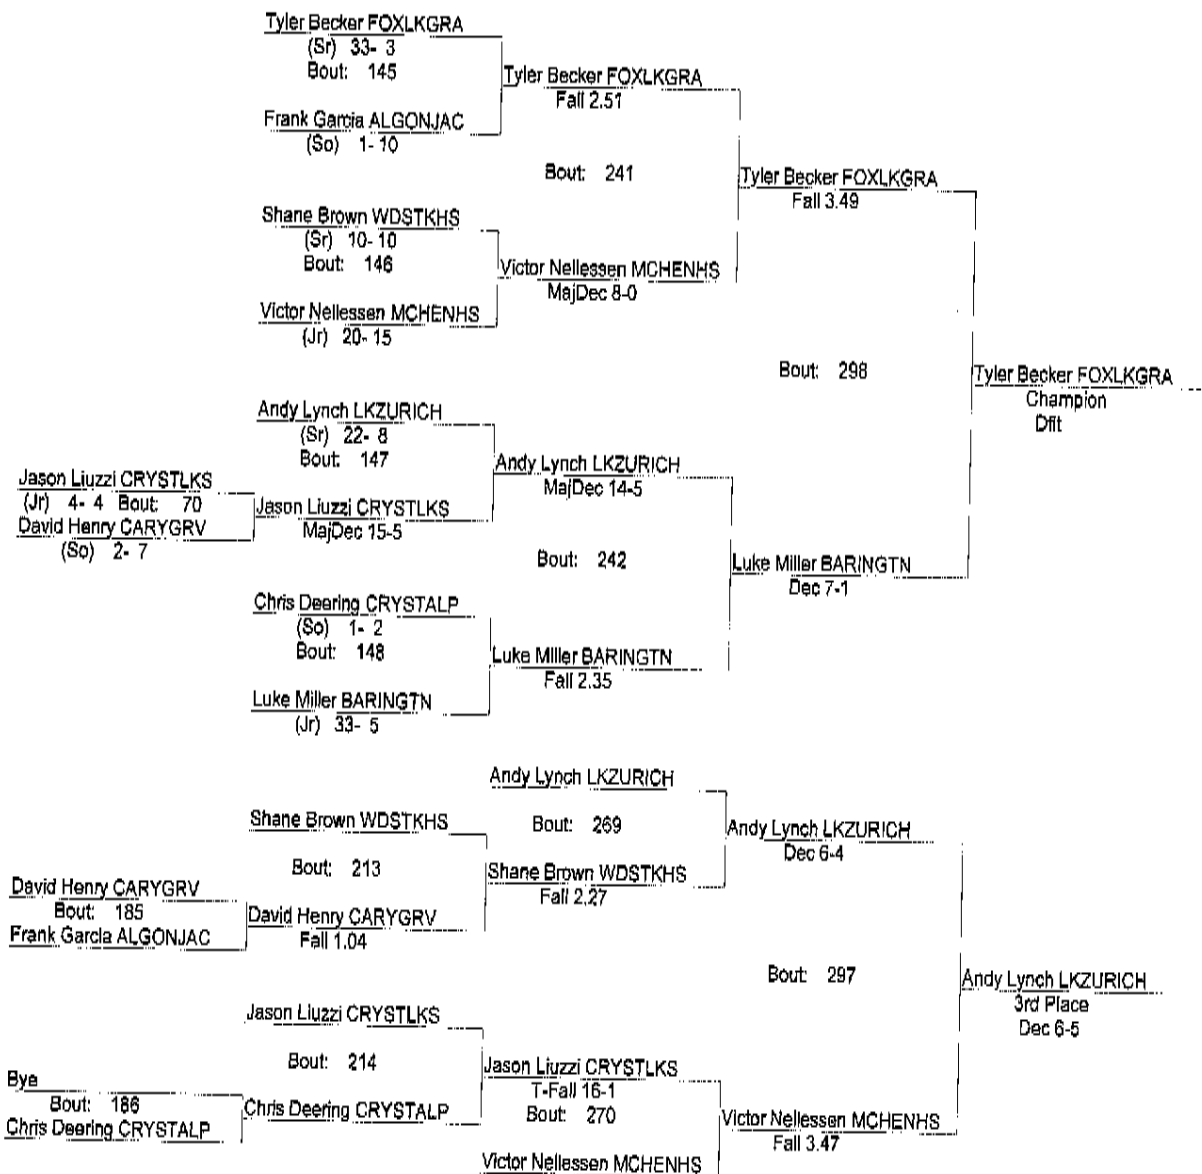 Tyler Becker FOXLKGRA
(Sr) 33- 3
Bout: 145
Tyler Becker FOXLKGRA
Fall 2.51
Frank Garcia ALGONJAC
(So) 1- 10
Bout: 241
Tyler Becker FOXLKGRA
Fall 3.49
Shane Brown WDSTKHS
(Sr) 10- 10
Bout: 146
Victor Nellessen MCHENHS
MajDec 8-0
Victor Nellessen MCHENHS
(Jr) 20- 15
Bout: 298
Tyler Becker FOXLKGRA
Champion
Dflt
Andy Lynch LKZURICH
(Sr) 22- 8
Bout: 147
Andy Lynch LKZURICH
MajDec 14-5
Jason Liuzzi CRYSTLKS
(Jr) 4- 4 Bout: 70
David Henry CARYGRV
(So) 2- 7
Jason Liuzzi CRYSTLKS
MajDec 15-5
Bout: 242
Luke Miller BARINGTN
Dec 7-1
Chris Deering CRYSTALP
(So) 1- 2
Bout: 148
Luke Miller BARINGTN
Fall 2.35
Luke Miller BARINGTN
(Jr) 33- 5
Andy Lynch LKZURICH
Shane Brown WDSTKHS
Bout: 269
Andy Lynch LKZURICH
Dec 6-4
Bout: 213
Shane Brown WDSTKHS
Fall 2.27
David Henry CARYGRV
Bout: 185
Frank Garcia ALGONJAC
David Henry CARYGRV
Fall 1.04
Bout: 297
Andy Lynch LKZURICH
3rd Place
Dec 6-5
Jason Liuzzi CRYSTLKS
Bout: 214
Jason Liuzzi CRYSTLKS
T-Fall 16-1
Bye
Bout: 186
Chris Deering CRYSTALP
Chris Deering CRYSTALP
Bout: 270
Victor Nellessen MCHENHS
Fall 3.47
Victor Nellessen MCHENHS